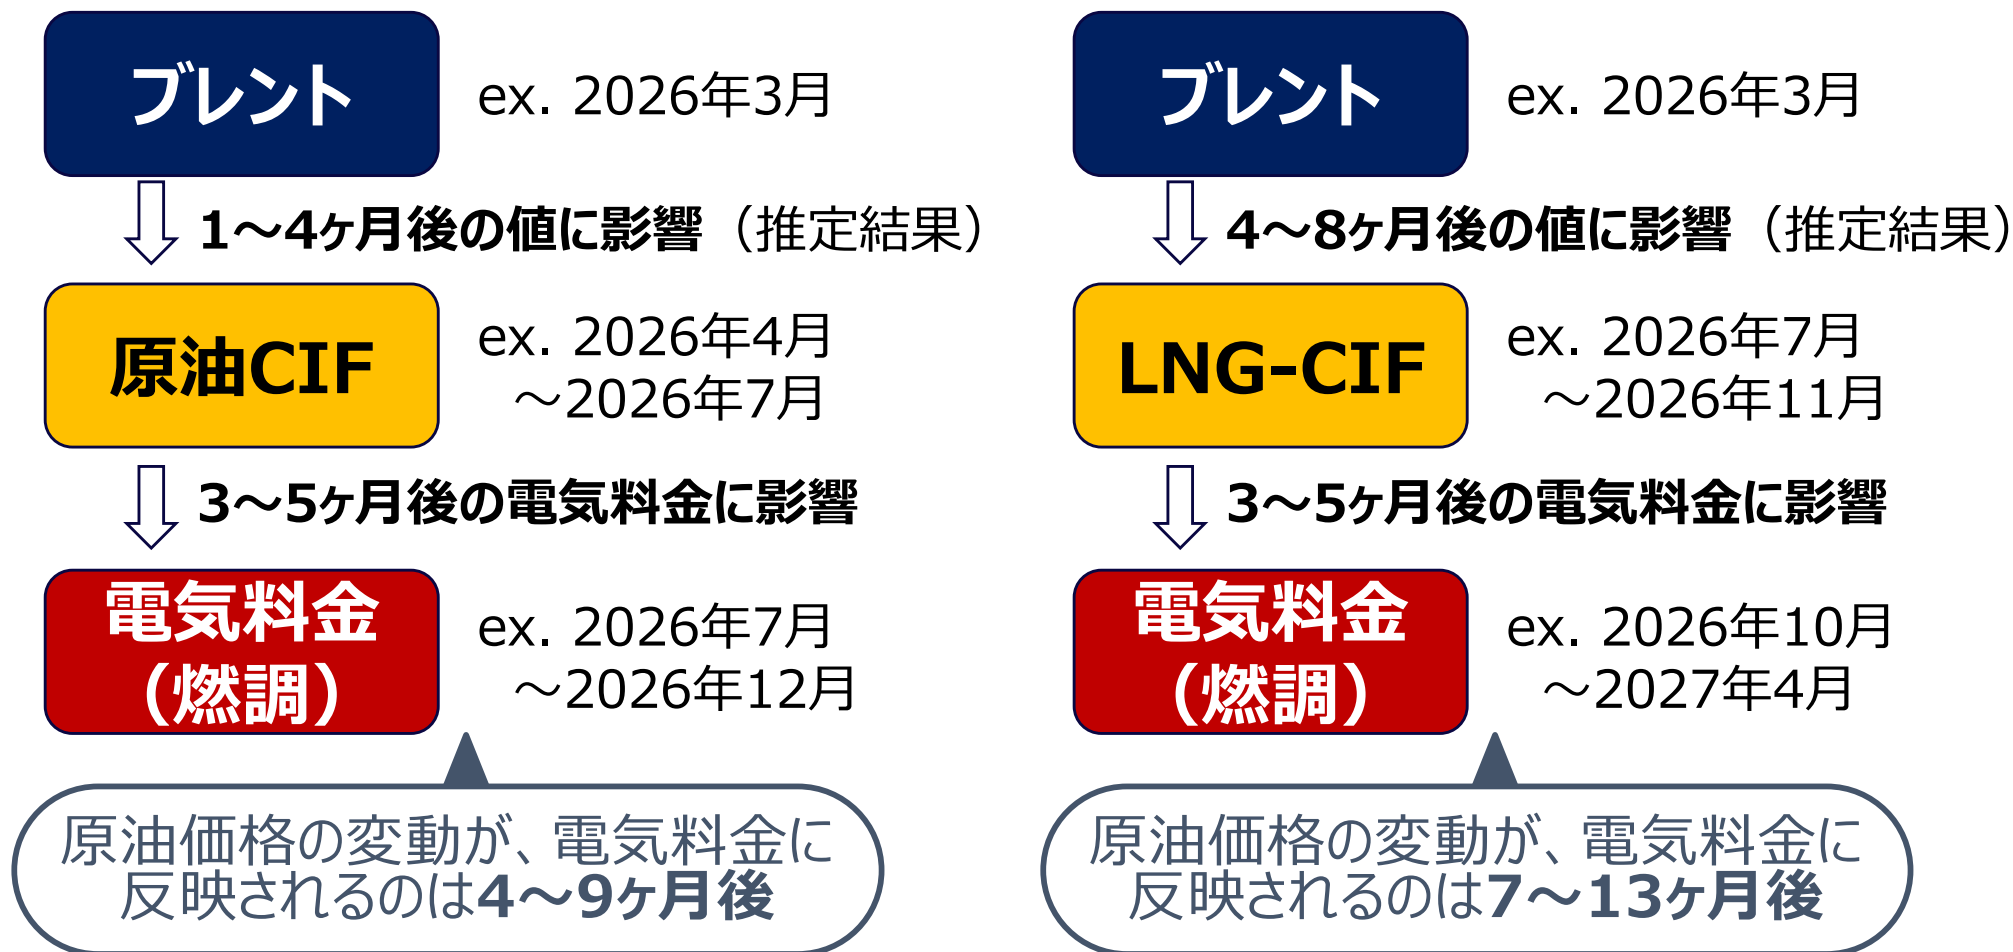 ブレント
ex. 2026年3月
1～4ヶ月後の値に影響（推定結果）
原油CIF
ex. 2026年4月
～2026年7月
3～5ヶ月後の電気料金に影響
電気料金
（燃調）
ex. 2026年7月
～2026年12月
原油価格の変動が、電気料金に
反映されるのは4～9ヶ月後
ブレント
ex. 2026年3月
4～8ヶ月後の値に影響（推定結果）
LNG-CIF
ex. 2026年7月
～2026年11月
3～5ヶ月後の電気料金に影響
電気料金
（燃調）
ex. 2026年10月
～2027年4月
原油価格の変動が、電気料金に
反映されるのは7～13ヶ月後